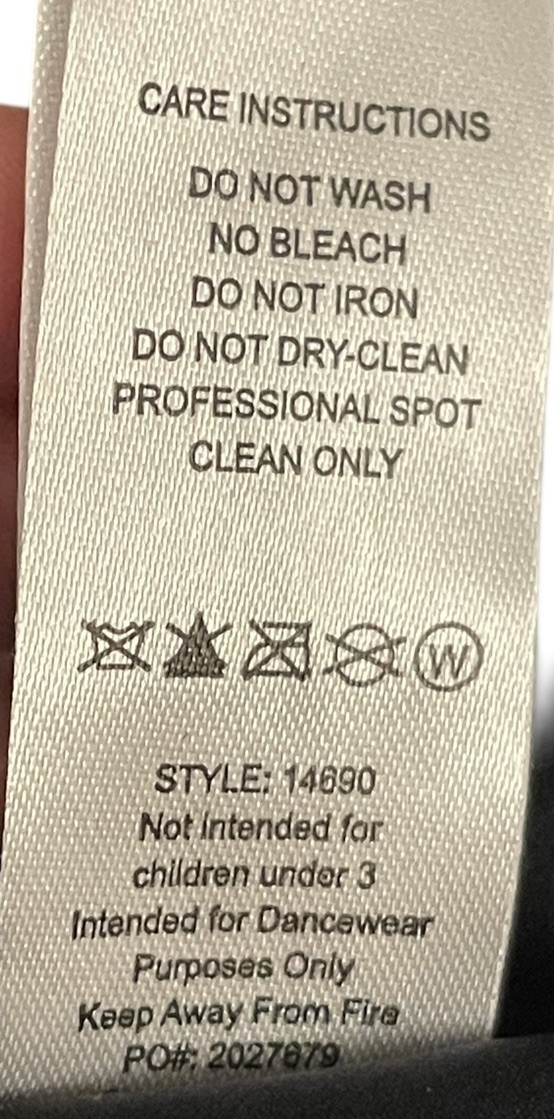 CARE INSTRUCTIONS
DO NOT WASH
NO BLEACH
DO NOT IRON
DO NOT DRY-CLEAN
PROFESSIONAL SPOT
CLEAN ONLY
W
STYLE: 14690
Not intended for
children under 3
Intended for Dancewear
Purposes Only
Keep Away From Fire
PO#: 2027679